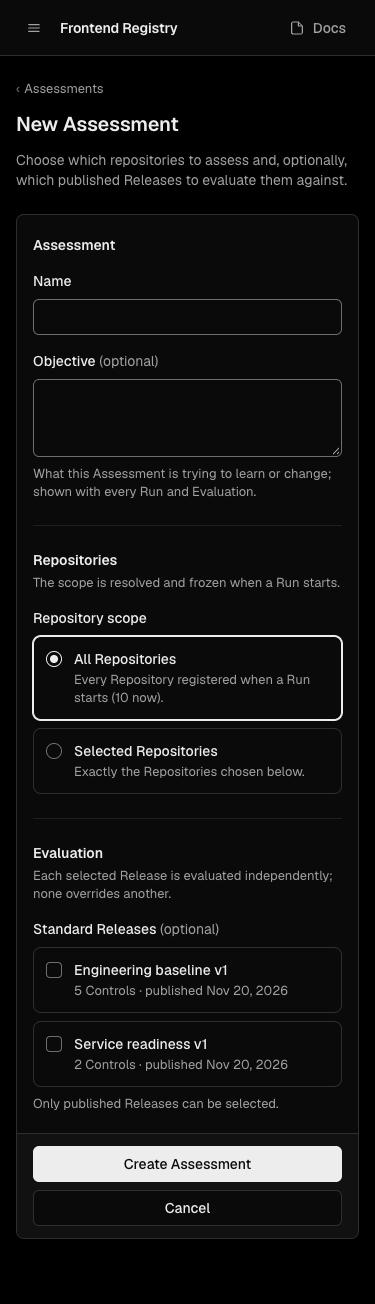 Frontend Registry
Docs
‹ Assessments
New Assessment
Choose which repositories to assess and, optionally,
which published Releases to evaluate them against.
Assessment
Name
Objective (optional)
What this Assessment is trying to learn or change;
shown with every Run and Evaluation.
Repositories
The scope is resolved and frozen when a Run starts.
Repository scope
All Repositories
Every Repository registered when a Run
starts (10 now).
Selected Repositories
Exactly the Repositories chosen below.
Evaluation
Each selected Release is evaluated independently;
none overrides another.
Standard Releases (optional)
Engineering baseline v1
5 Controls · published Nov 20, 2026
Service readiness v1
2 Controls · published Nov 20, 2026
Only published Releases can be selected.
Create Assessment
Cancel